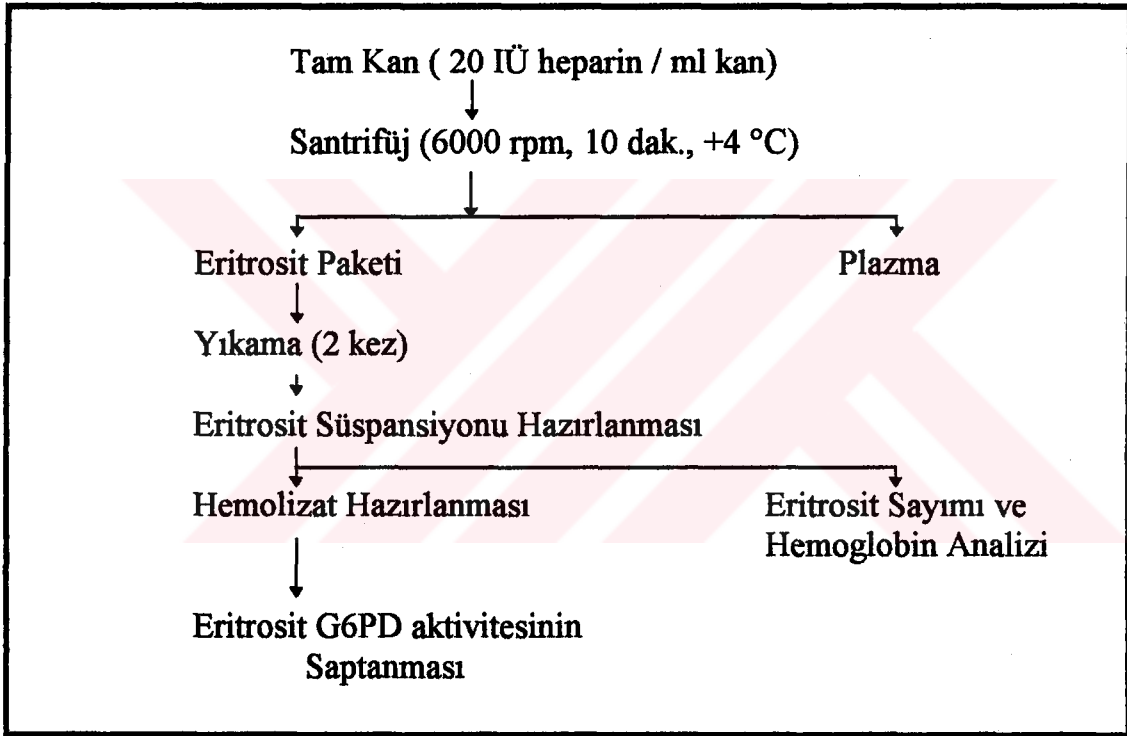 Tam Kan ( 20 IÜ heparin / ml kan)
Santrifüj (6000 rpm, 10 dak., +4 °C)
Eritrosit Paketi
Plazma
Yıkama (2 kez)
Eritrosit Süspansiyonu Hazırlanması
Hemolizat Hazırlanması
Eritrosit Sayımı ve
Hemoglobin Analizi
Eritrosit G6PD aktivitesinin
Saptanması